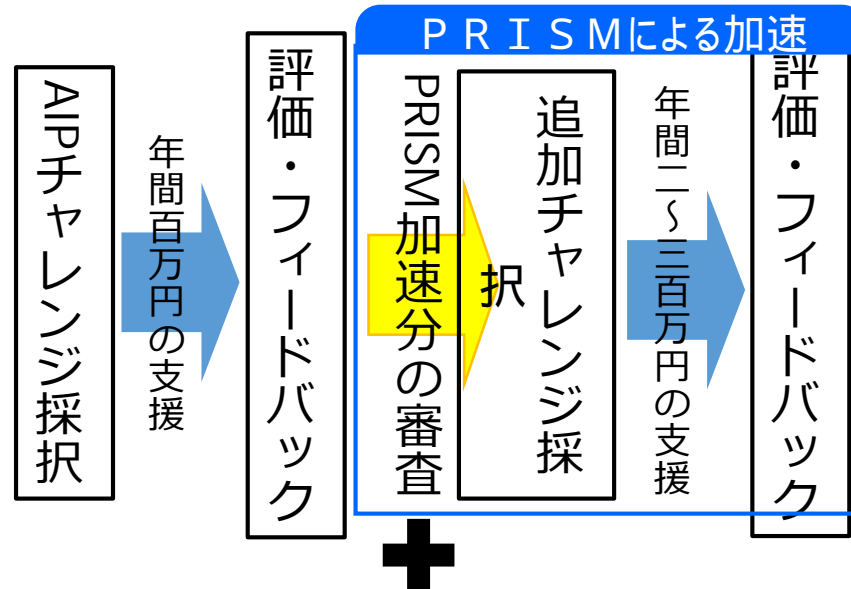 PRISMによる加速
AIPチャレンジ採択
年間百万円の支援
評価・フィードバック
PRISM加速分の審査
追加チャレンジ採
択
年間二～三百万円の支援
評価・フィードバック